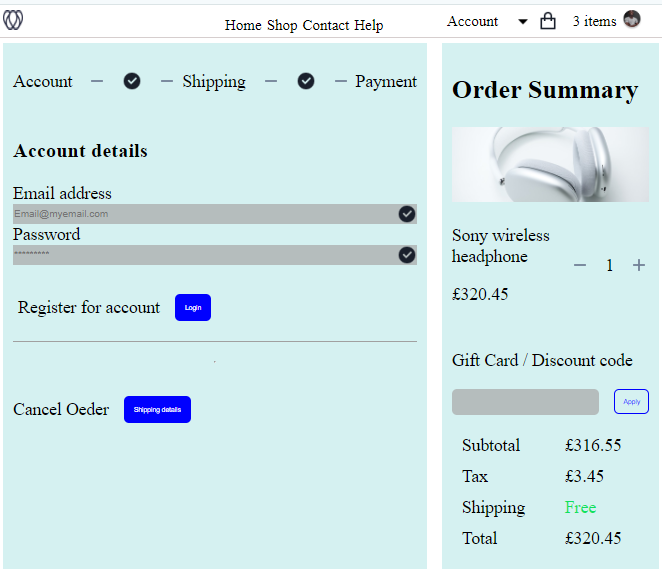 Home Shop Contact Help
Account
3 items
Account
Shipping
Payment
Account details
Email address
Email@myemail.com
Password
*********
Register for account
Login
Cancel Oeder
Shipping details
Order Summary
Sony wireless
headphone
1
£320.45
Gift Card / Discount code
Apply
Subtotal £316.55
Tax £3.45
Shipping Free
Total £320.45